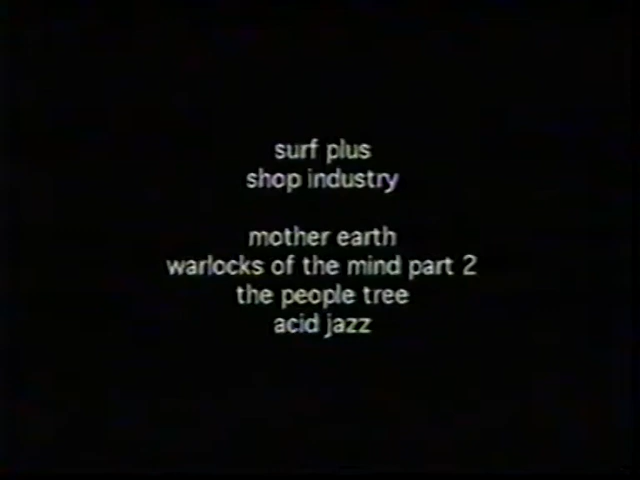 surf plus
shop industry
mother earth
warlocks of the mind part 2
the people tree
acid jazz